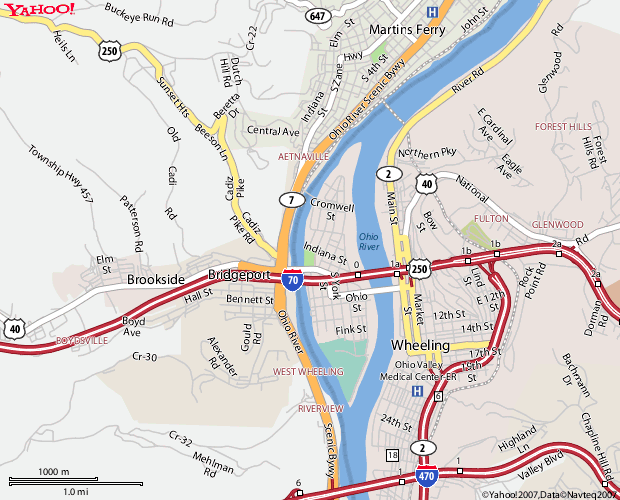 YAHOO!
Buckeye Run Rd
647
H
Martins Ferry
John St
Hells Ln
250
Cr-22
Elm St
Hwy
S Zane
S 4th St
Dutch Hill Rd
Sunset Hts
Beretta Dr
Indiana St
Ohio River Scenic Bywy
River Rd
Glenwood Rd
Old Cadi Rd
Beeson Ln
Central Ave
AETNAVILLE
E Cardinal Ave
FOREST HILLS
Forest Hills Rd
Northern Pky
Eagle Ave
Township Hwy 457
Cadiz Pike
2
40
National Rd
7
Patterson Rd
Cadiz Pike Rd
Cromwell St
Main St
Bow St
FULTON
GLENWOOD
Ohio River
Elm St
Indiana St
1b
1b
2a
Brookside
Bridgeport
70
S York St
0
1a
250
Lind St
Rock Point Rd
2a
Hall St
Bennett St
Ohio St
Market St
E 12th St
Dorman Rd
40
BOYDSVILLE
Boyd Ave
Gould Rd
Ohio River Scenic Bywy
Fink St
12th St
14th St
Wheeling
17th St
Cr-30
Alexander Rd
WEST WHEELING
Ohio Valley
Medical Center-ER
19th St
H
6
Bachmann Dr
RIVERVIEW
24th St
Chapline Hill Rd
Cr-32
Mehlman Rd
2
18
Highland Ln
Valley Blvd
1000 m
1.0 mi
6
1
470
1
©Yahoo!2007,Data©Navteq2007